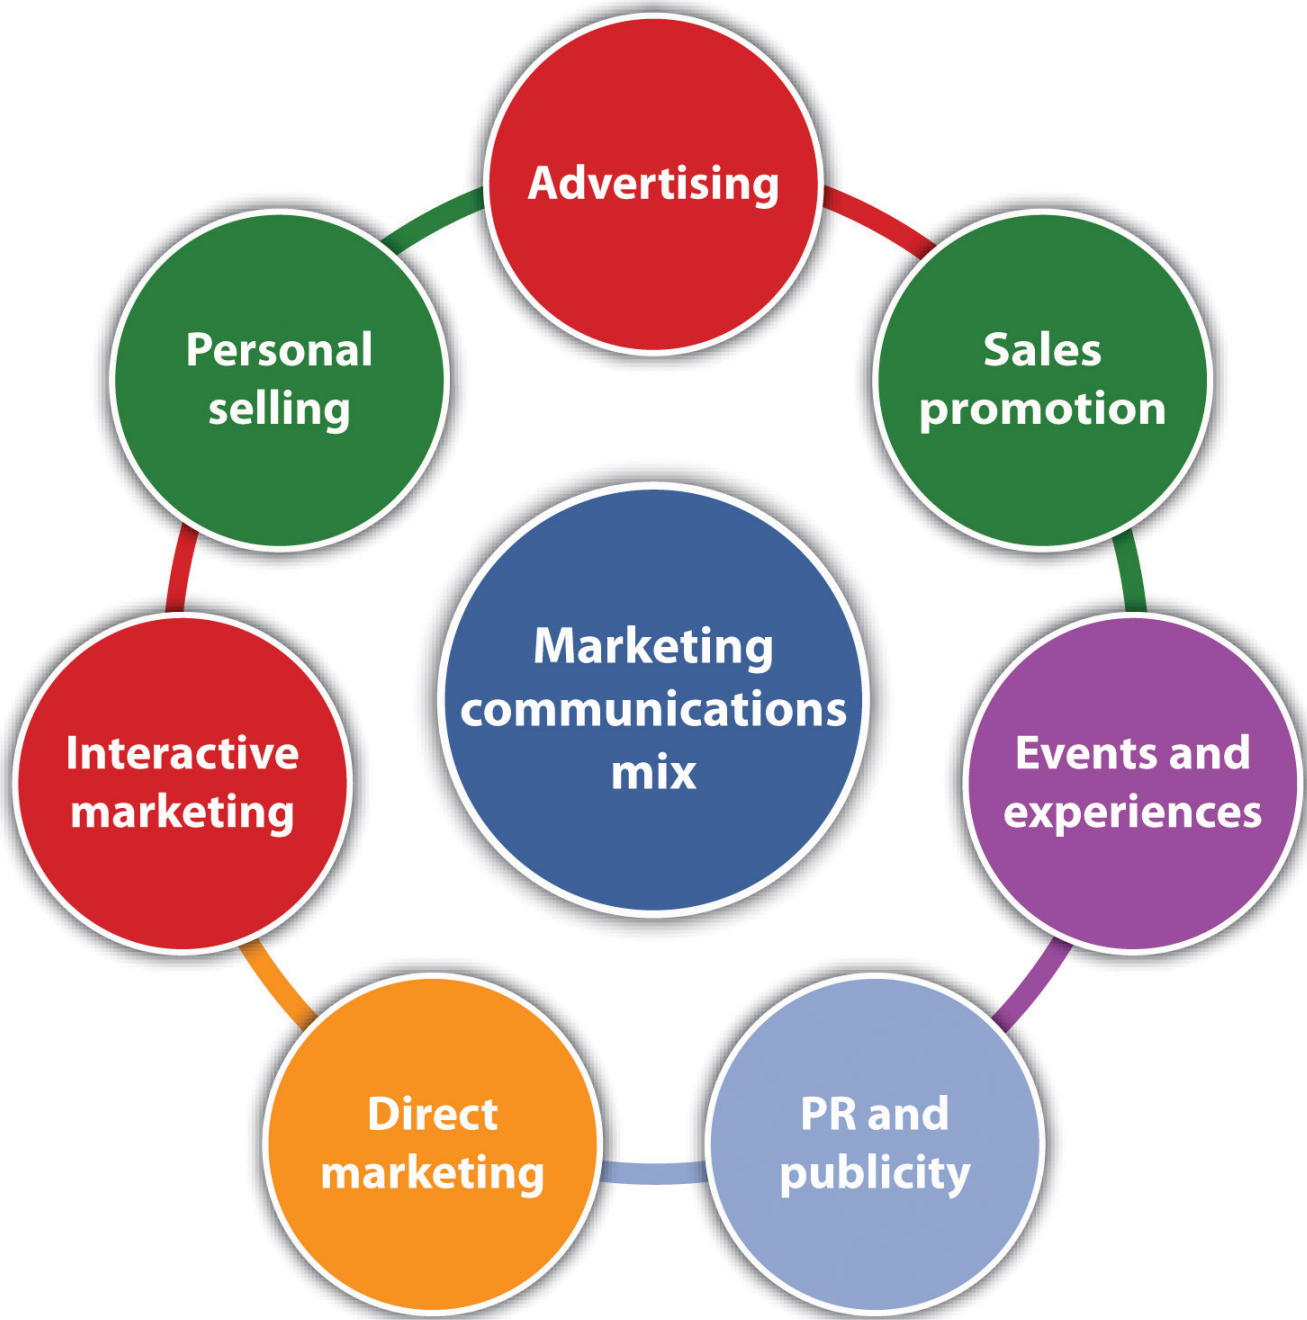 Advertising
Sales
promotion
Events and
experiences
PR and
publicity
Direct
marketing
Interactive
marketing
Personal
selling
Marketing
communications
mix